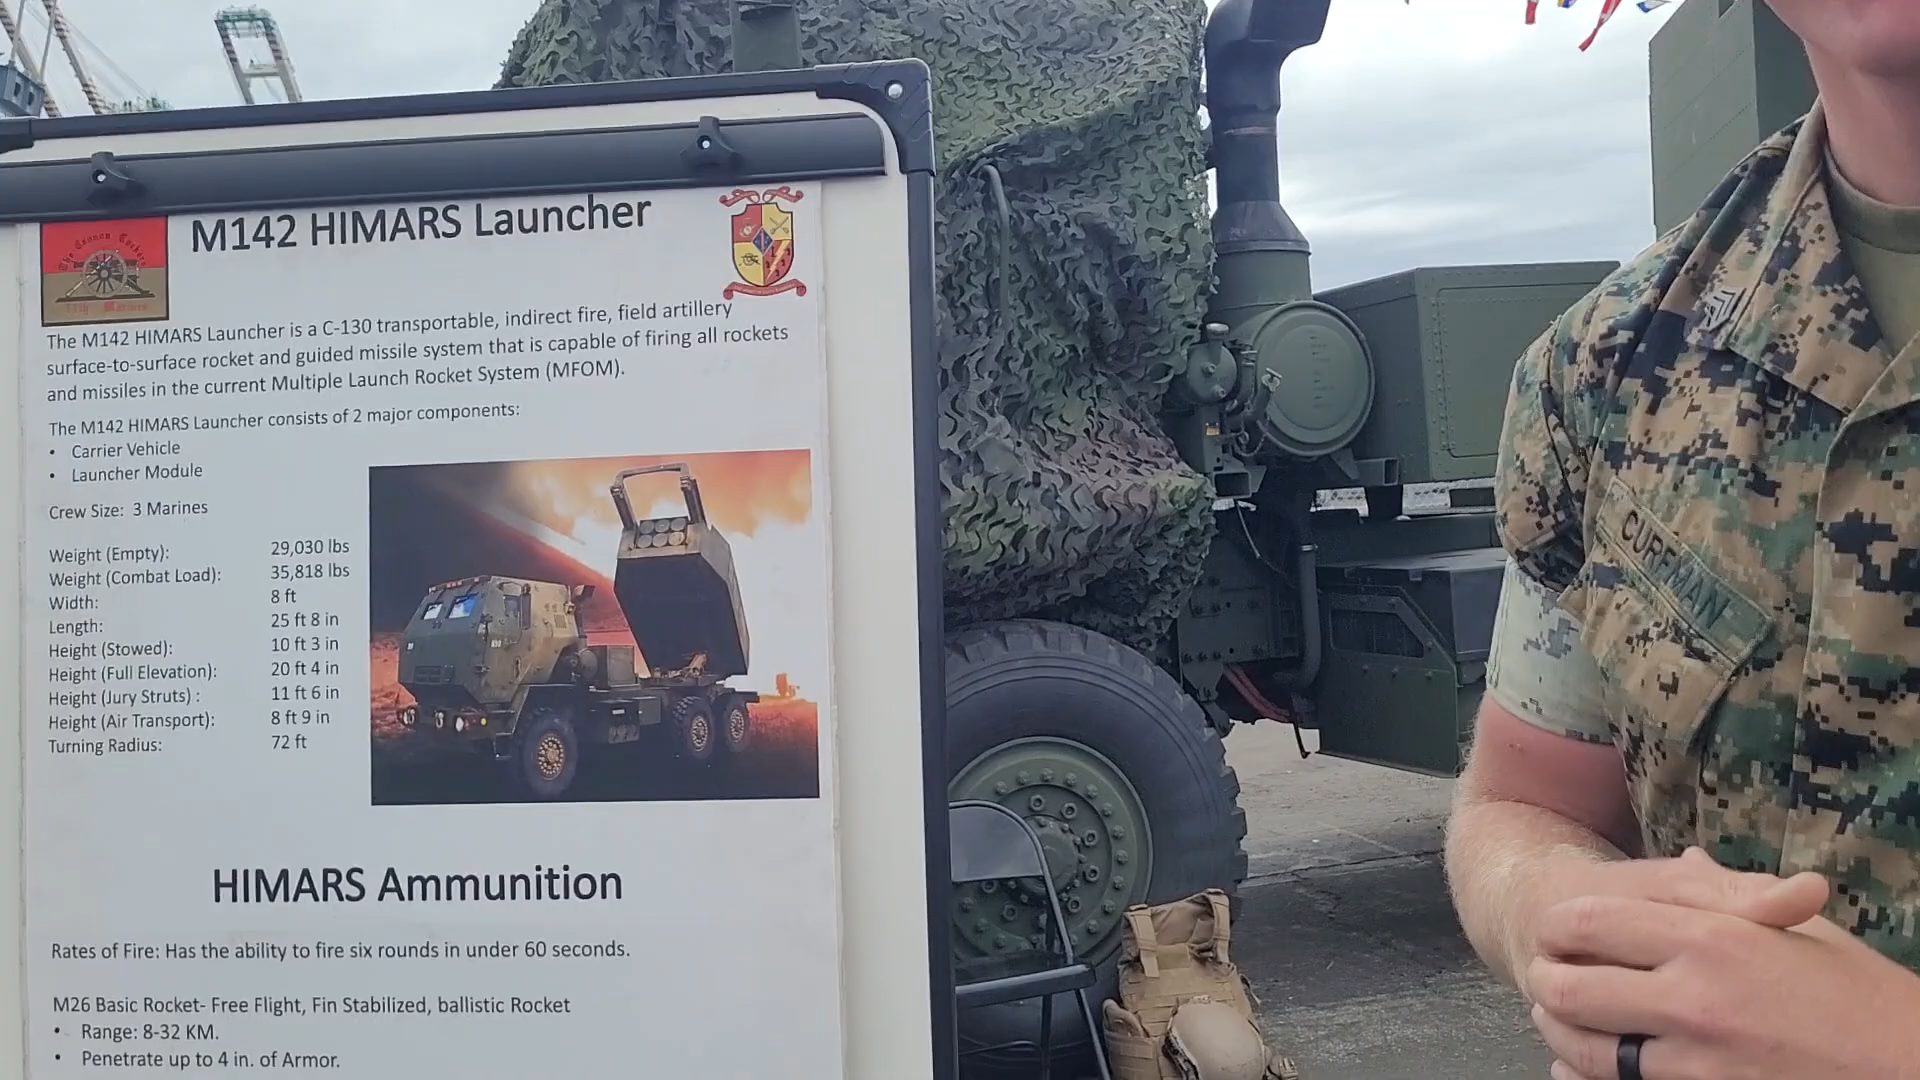 M142 HIMARS Launcher
The Cannon Cockers
11th Marines
The M142 HIMARS Launcher is a C-130 transportable, indirect fire, field artillery
surface-to-surface rocket and guided missile system that is capable of firing all rockets
and missiles in the current Multiple Launch Rocket System (MFOM).
The M142 HIMARS Launcher consists of 2 major components:
• Carrier Vehicle
• Launcher Module
Crew Size: 3 Marines
Weight (Empty): 29,030 lbs
Weight (Combat Load): 35,818 lbs
Width: 8 ft
Length: 25 ft 8 in
Height (Stowed): 10 ft 3 in
Height (Full Elevation): 20 ft 4 in
Height (Jury Struts) : 11 ft 6 in
Height (Air Transport): 8 ft 9 in
Turning Radius: 72 ft
HIMARS Ammunition
Rates of Fire: Has the ability to fire six rounds in under 60 seconds.
M26 Basic Rocket- Free Flight, Fin Stabilized, ballistic Rocket
• Range: 8-32 KM.
• Penetrate up to 4 in. of Armor.
CURFMAN